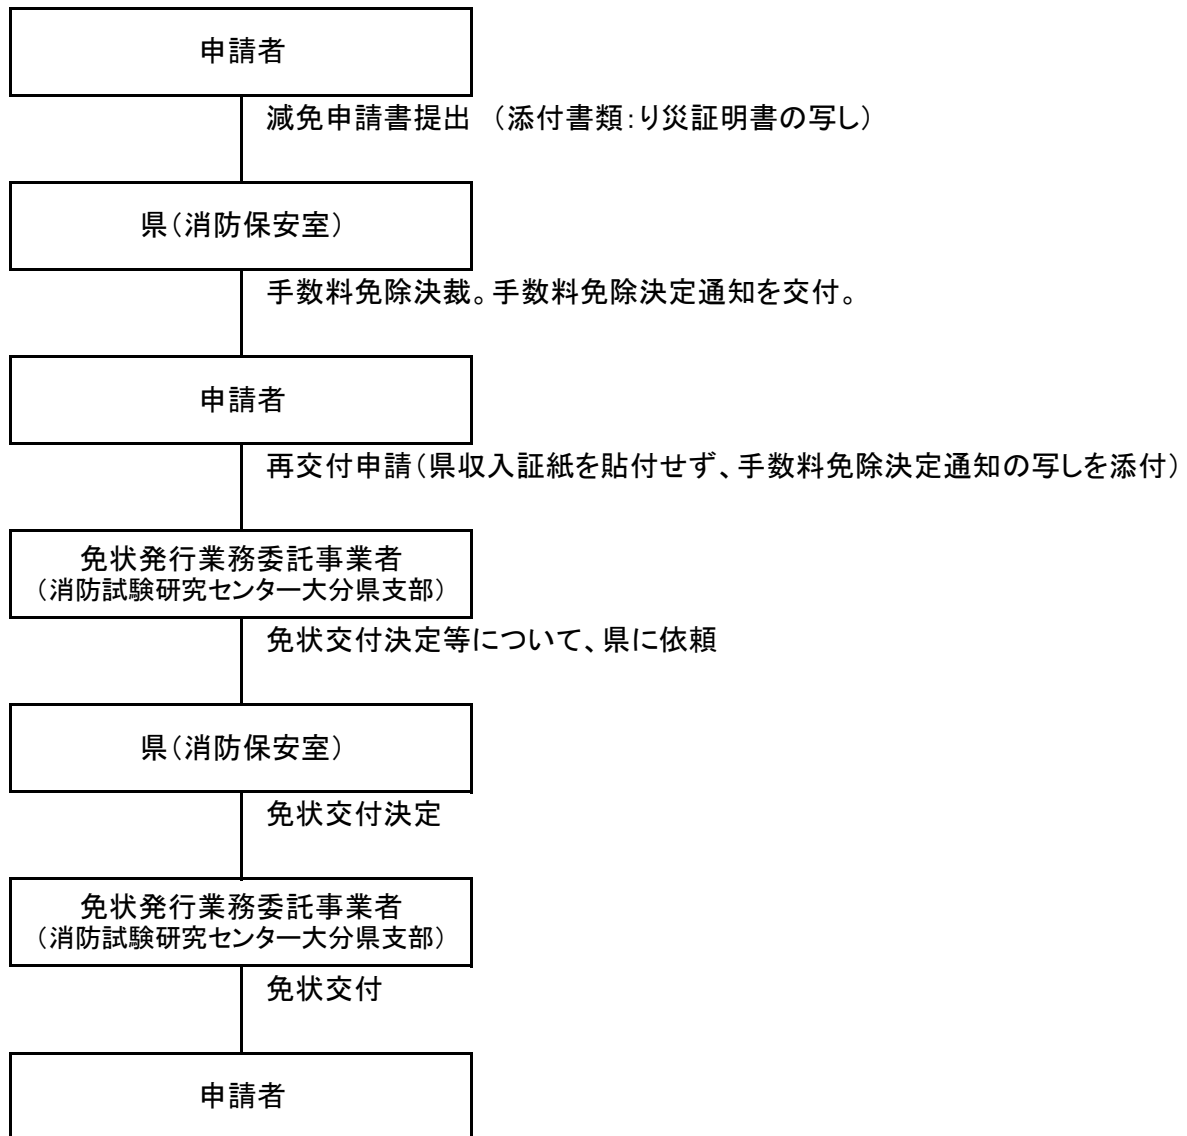 申請者
減免申請書提出　（添付書類：り災証明書の写し）
県（消防保安室）
手数料免除決裁。手数料免除決定通知を交付。
申請者
再交付申請（県収入証紙を貼付せず、手数料免除決定通知の写しを添付）
免状発行業務委託事業者
（消防試験研究センター大分県支部）
免状交付決定等について、県に依頼
県（消防保安室）
免状交付決定
免状発行業務委託事業者
（消防試験研究センター大分県支部）
免状交付
申請者